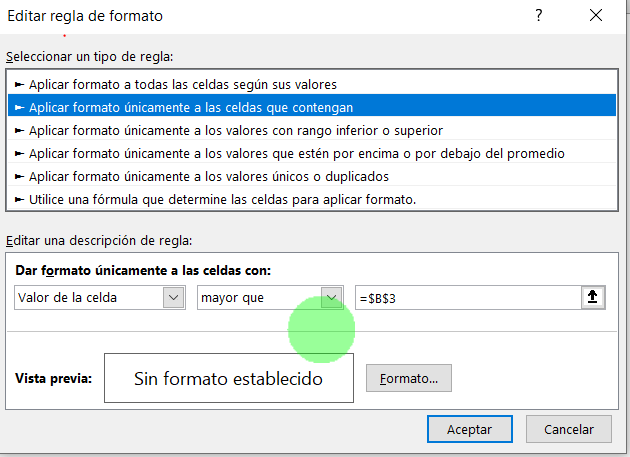 Editar regla de formato
Seleccionar un tipo de regla:
► Aplicar formato a todas las celdas según sus valores
► Aplicar formato únicamente a las celdas que contengan
► Aplicar formato únicamente a los valores con rango inferior o superior
► Aplicar formato únicamente a los valores que estén por encima o por debajo del promedio
► Aplicar formato únicamente a los valores únicos o duplicados
► Utilice una fórmula que determine las celdas para aplicar formato.
Editar una descripción de regla:
Dar formato únicamente a las celdas con:
Valor de la celda mayor que =$B$3
Vista previa: Sin formato establecido Formato...
Aceptar Cancelar